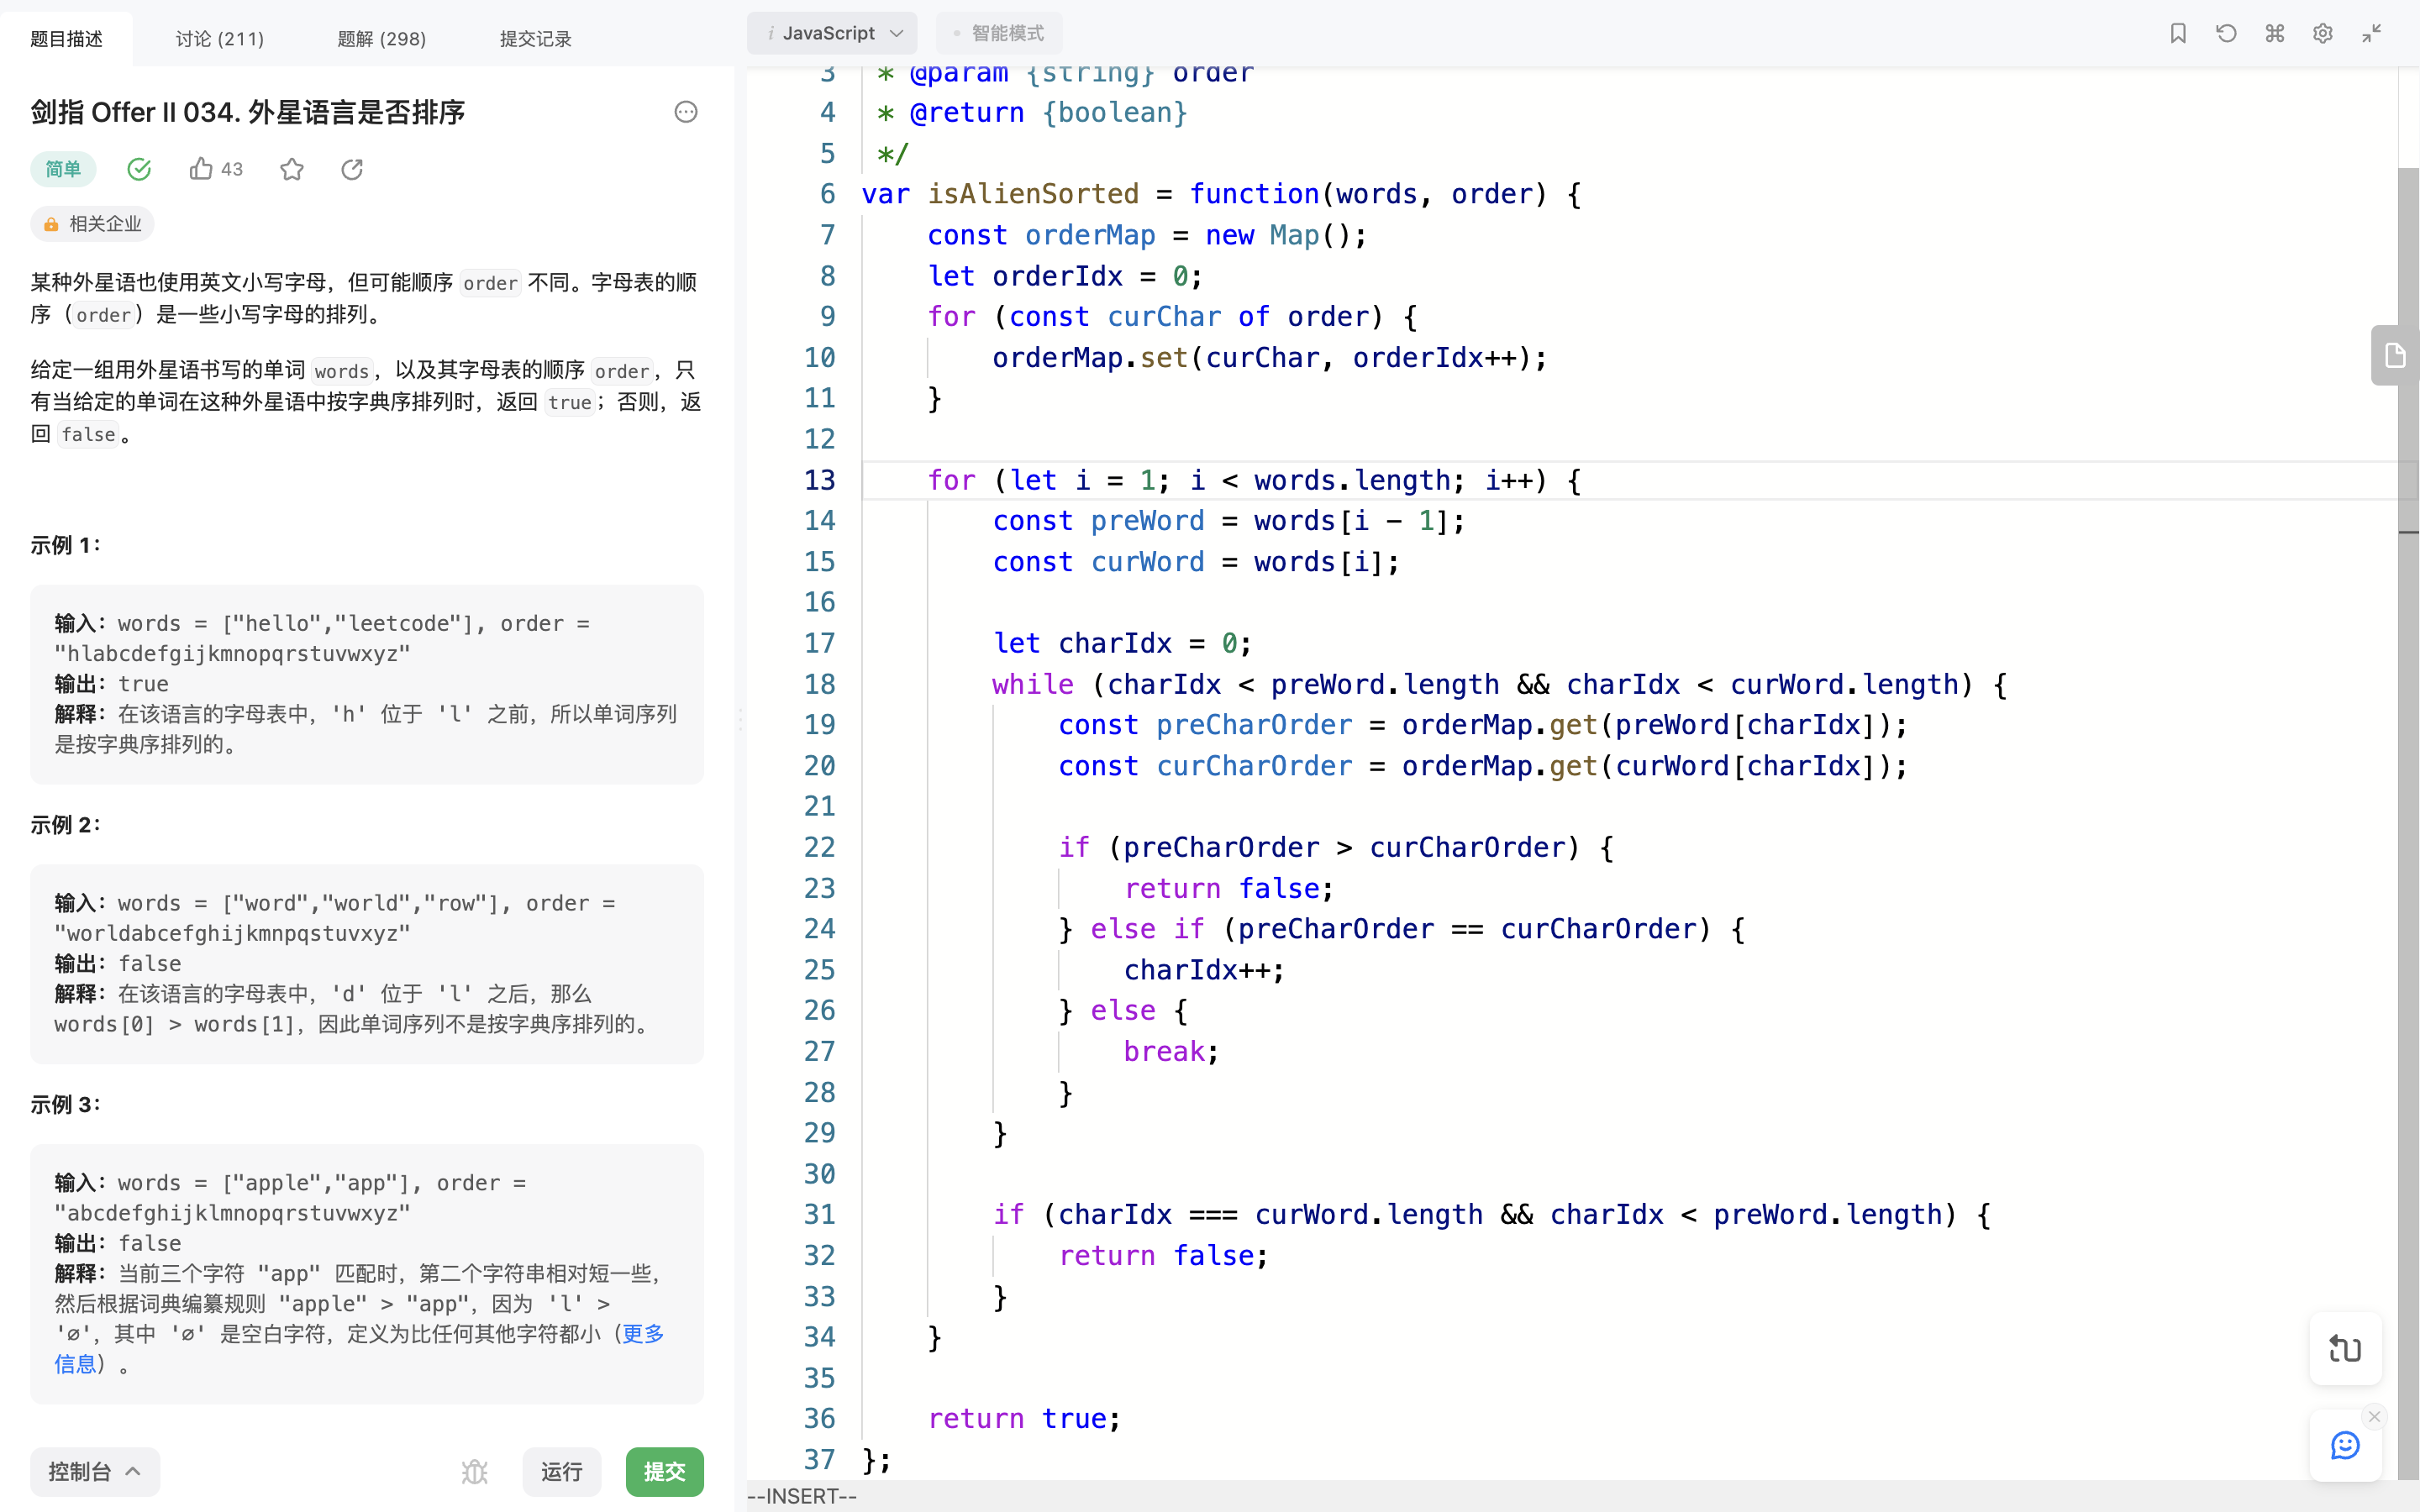 题目描述
讨论 (211)
题解 (298)
提交记录
剑指 Offer II 034. 外星语言是否排序
简单
43
相关企业
某种外星语也使用英文小写字母，但可能顺序 order 不同。字母表的顺
序（order）是一些小写字母的排列。
给定一组用外星语书写的单词 words，以及其字母表的顺序 order，只
有当给定的单词在这种外星语中按字典序排列时，返回 true；否则，返
回 false。
示例 1：
输入：words = ["hello","leetcode"], order =
"hlabcdefgijkmnopqrstuvwxyz"
输出：true
解释：在该语言的字母表中，'h' 位于 'l' 之前，所以单词序列
是按字典序排列的。
示例 2：
输入：words = ["word","world","row"], order =
"worldabcefghijkmnpqstuvxyz"
输出：false
解释：在该语言的字母表中，'d' 位于 'l' 之后，那么
words[0] > words[1]，因此单词序列不是按字典序排列的。
示例 3：
输入：words = ["apple","app"], order =
"abcdefghijklmnopqrstuvwxyz"
输出：false
解释：当前三个字符 "app" 匹配时，第二个字符串相对短一些，
然后根据词典编纂规则 "apple" > "app"，因为 'l' >
'∅'，其中 '∅' 是空白字符，定义为比任何其他字符都小（更多
信息）。
控制台
运行
提交
i JavaScript
智能模式
3 * @param {string} order
4 * @return {boolean}
5 */
6 var isAlienSorted = function(words, order) {
7     const orderMap = new Map();
8     let orderIdx = 0;
9     for (const curChar of order) {
10         orderMap.set(curChar, orderIdx++);
11     }
12
13     for (let i = 1; i < words.length; i++) {
14         const preWord = words[i - 1];
15         const curWord = words[i];
16
17         let charIdx = 0;
18         while (charIdx < preWord.length && charIdx < curWord.length) {
19             const preCharOrder = orderMap.get(preWord[charIdx]);
20             const curCharOrder = orderMap.get(curWord[charIdx]);
21
22             if (preCharOrder > curCharOrder) {
23                 return false;
24             } else if (preCharOrder == curCharOrder) {
25                 charIdx++;
26             } else {
27                 break;
28             }
29         }
30
31         if (charIdx === curWord.length && charIdx < preWord.length) {
32             return false;
33         }
34     }
35
36     return true;
37 };
--INSERT--